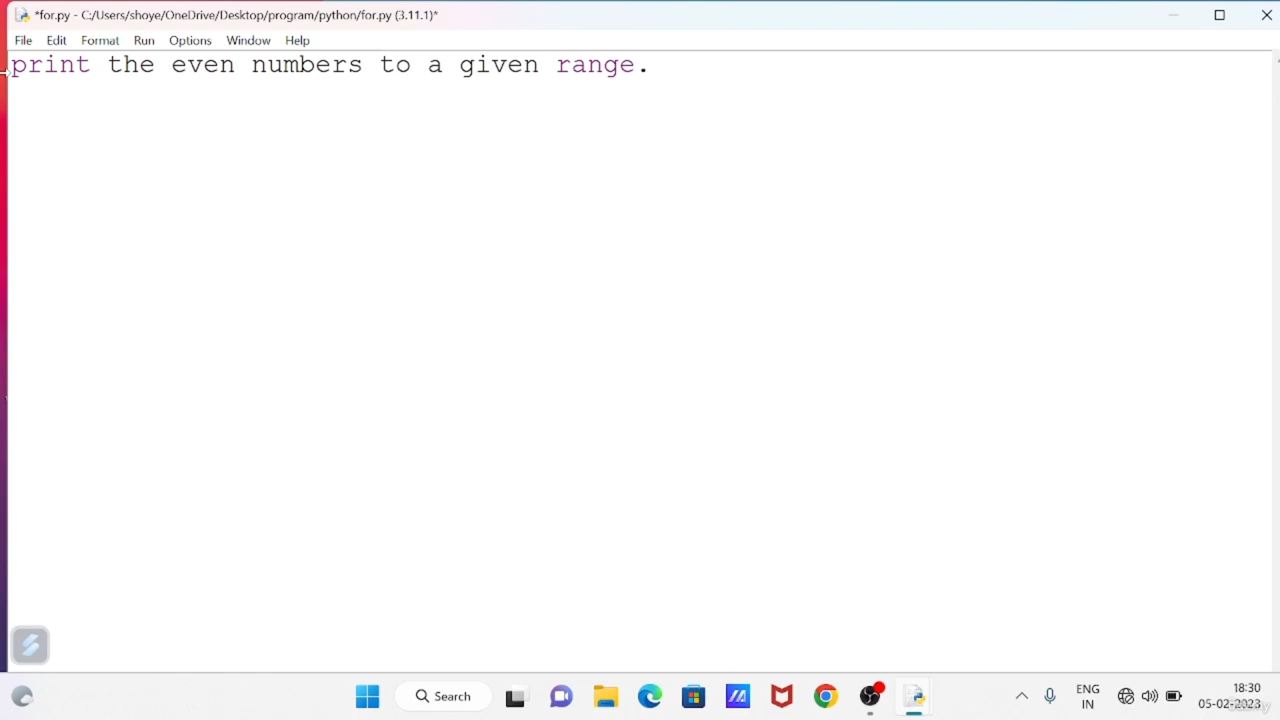 *for.py - C:/Users/shoye/OneDrive/Desktop/program/python/for.py (3.11.1)*
File Edit Format Run Options Window Help
print the even numbers to a given range.
Search
ENG
IN
18:30
05-02-2023